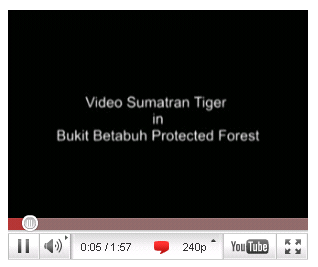 Video Sumatran Tiger
in
Bukit Betabuh Protected Forest
0:05 / 1:57 240p YouTube